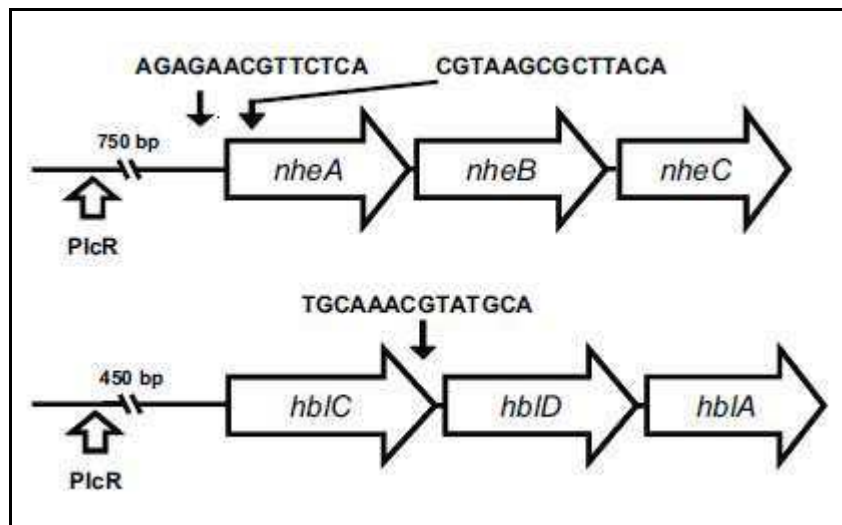 AGAGAACGTTCTCA CGTAAGCGCTTACA
750 bp
nheA nheB nheC
PlcR
TGCAAACGTATGCA
450 bp
hblC hblD hblA
PlcR